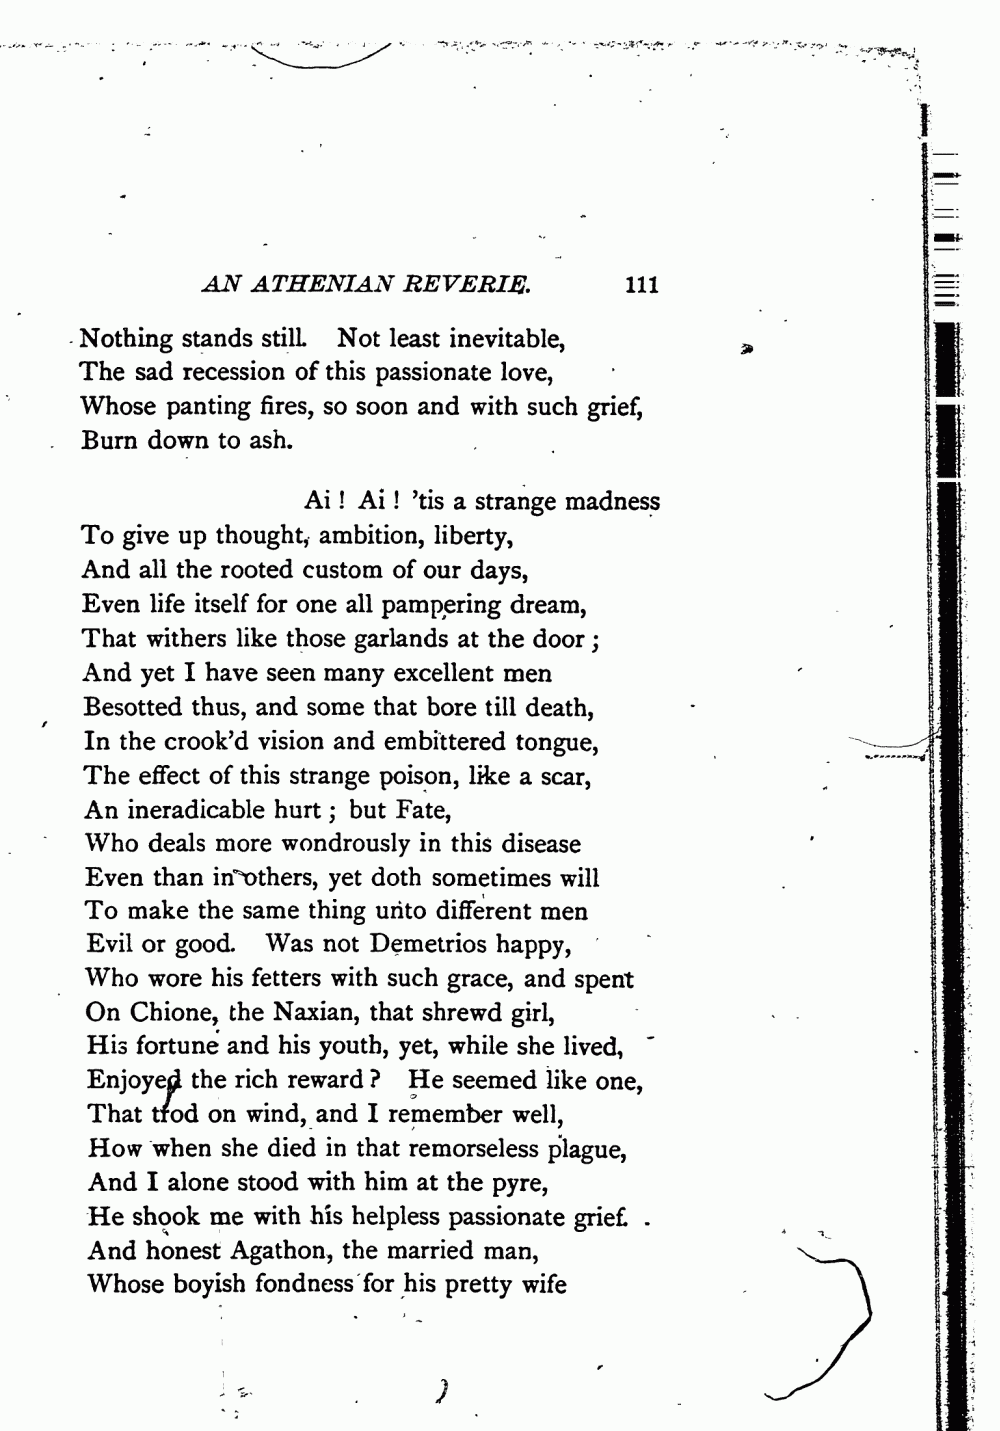 AN ATHENIAN REVERIE. 111
Nothing stands still. Not least inevitable,
The sad recession of this passionate love,
Whose panting fires, so soon and with such grief,
Burn down to ash.
Ai ! Ai ! 'tis a strange madness
To give up thought, ambition, liberty,
And all the rooted custom of our days,
Even life itself for one all pampering dream,
That withers like those garlands at the door ;
And yet I have seen many excellent men
Besotted thus, and some that bore till death,
In the crook'd vision and embittered tongue,
The effect of this strange poison, like a scar,
An ineradicable hurt ; but Fate,
Who deals more wondrously in this disease
Even than in others, yet doth sometimes will
To make the same thing unto different men
Evil or good. Was not Demetrios happy,
Who wore his fetters with such grace, and spent
On Chione, the Naxian, that shrewd girl,
His fortune and his youth, yet, while she lived,
Enjoyed the rich reward ? He seemed like one,
That trod on wind, and I remember well,
How when she died in that remorseless plague,
And I alone stood with him at the pyre,
He shook me with his helpless passionate grief.
And honest Agathon, the married man,
Whose boyish fondness for his pretty wife